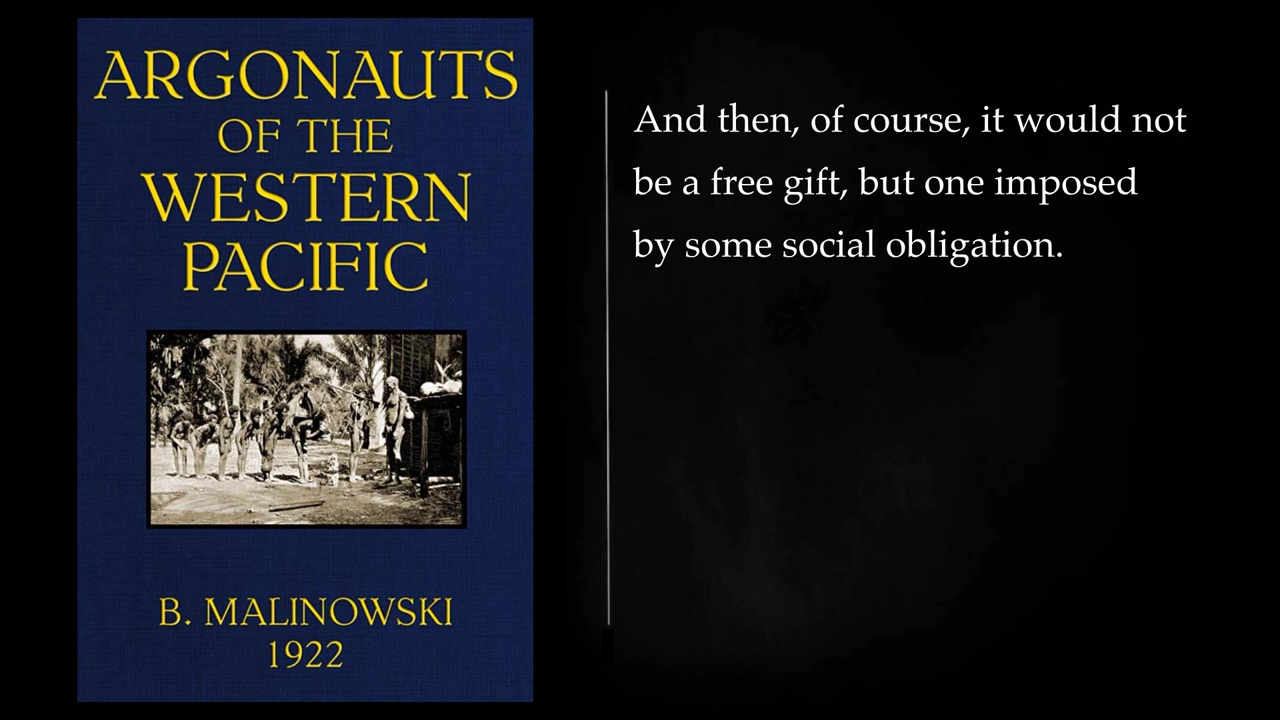 ARGONAUTS
OF THE
WESTERN
PACIFIC
B. MALINOWSKI
1922
And then, of course, it would not
be a free gift, but one imposed
by some social obligation.